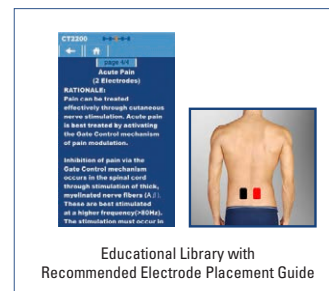 CT2200
page 4/4
Acute Pain
(2 Electrodes)
RATIONALE:
Pain can be treated
effectively through cutaneous
nerve stimulation. Acute pain
is best treated by activating
the Gate Control mechanism
of pain modulation.
Inhibition of pain via the
Gate Control mechanism
occurs in the spinal cord
through stimulation of thick,
myelinated nerve fibers (Aβ).
These are best stimulated
at a higher frequency(>80Hz).
The stimulation must occur in
Educational Library with
Recommended Electrode Placement Guide